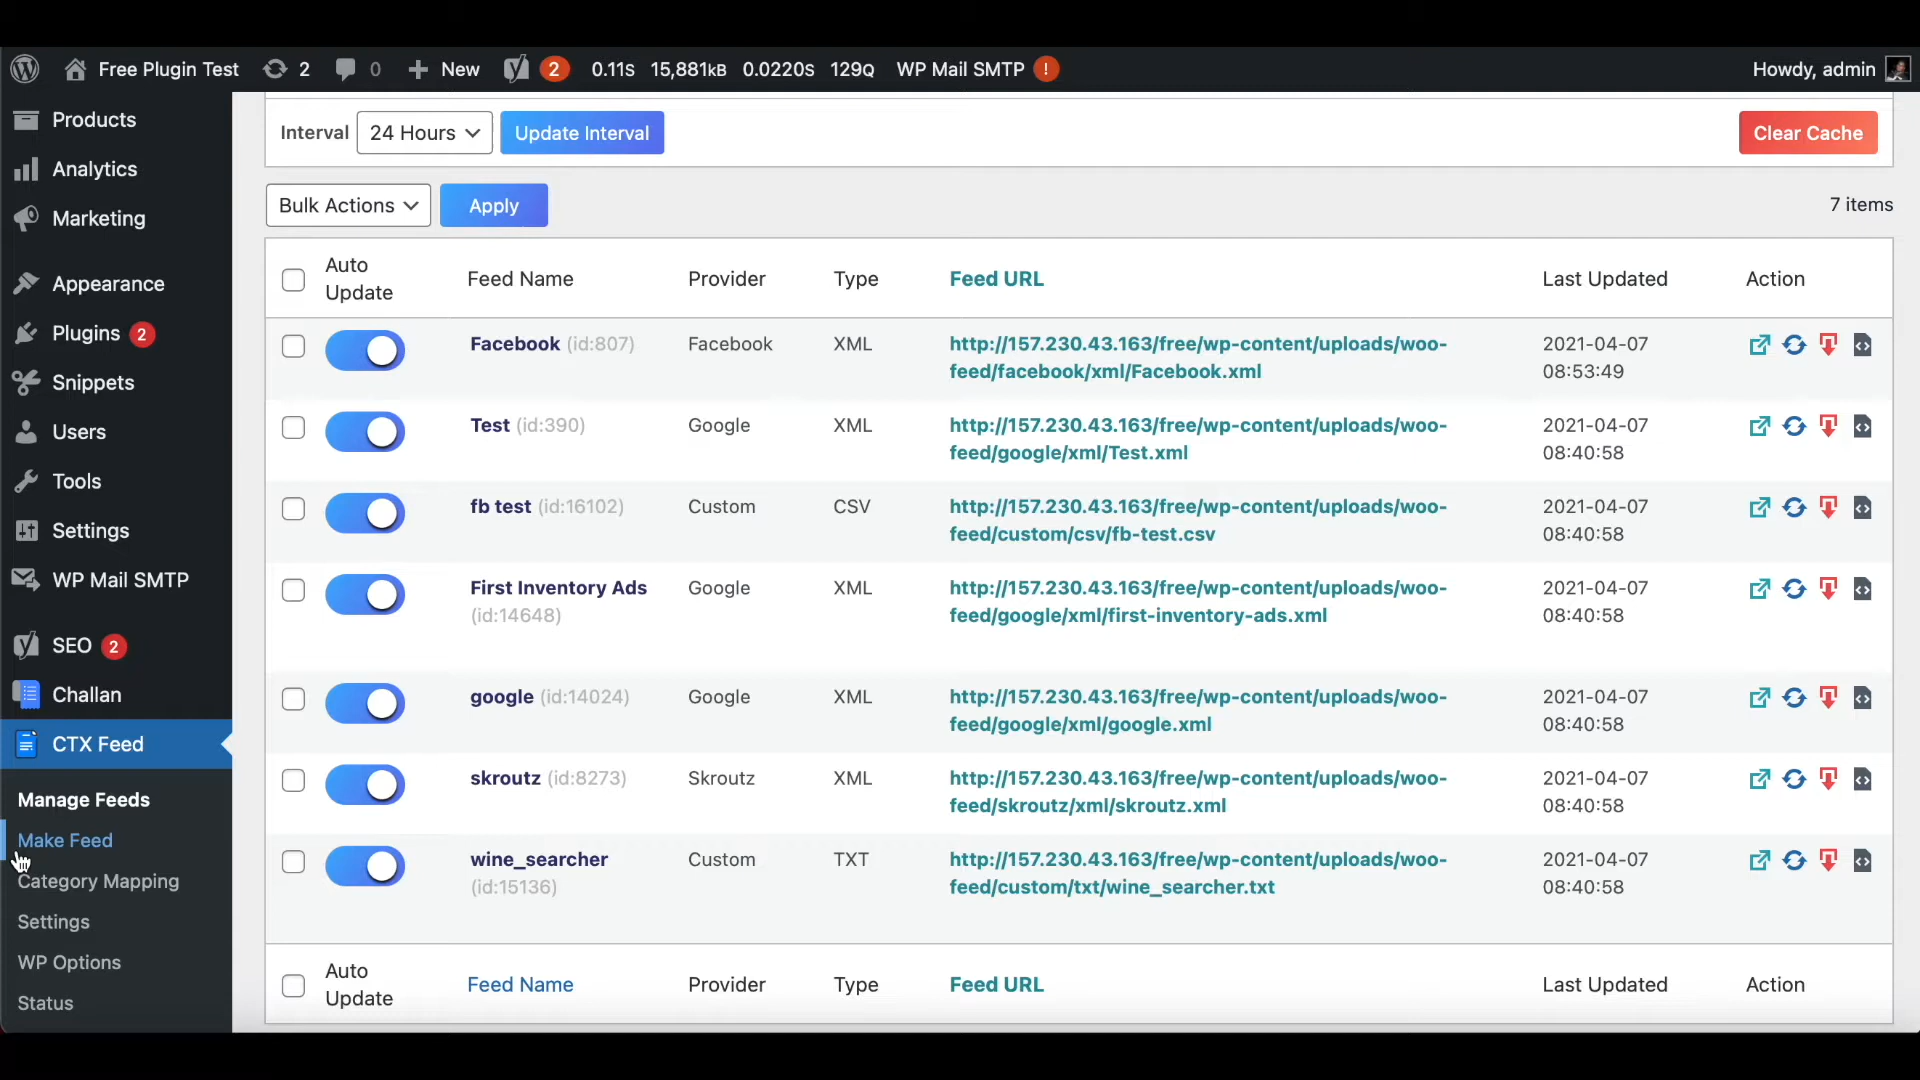 Free Plugin Test 2 0 New 2 0.11s 15,881kB 0.0220s 129Q WP Mail SMTP ! Howdy, admin
Products
Analytics
Marketing
Appearance
Plugins 2
Snippets
Users
Tools
Settings
WP Mail SMTP
SEO 2
Challan
CTX Feed
Manage Feeds
Make Feed
Category Mapping
Settings
WP Options
Status
Interval 24 Hours Update Interval Clear Cache
Bulk Actions Apply 7 items
Auto
Update Feed Name Provider Type Feed URL Last Updated Action
Facebook (id:807) Facebook XML http://157.230.43.163/free/wp-content/uploads/woo- 2021-04-07
feed/facebook/xml/Facebook.xml 08:53:49
Test (id:390) Google XML http://157.230.43.163/free/wp-content/uploads/woo- 2021-04-07
feed/google/xml/Test.xml 08:40:58
fb test (id:16102) Custom CSV http://157.230.43.163/free/wp-content/uploads/woo- 2021-04-07
feed/custom/csv/fb-test.csv 08:40:58
First Inventory Ads Google XML http://157.230.43.163/free/wp-content/uploads/woo- 2021-04-07
(id:14648) feed/google/xml/first-inventory-ads.xml 08:40:58
google (id:14024) Google XML http://157.230.43.163/free/wp-content/uploads/woo- 2021-04-07
feed/google/xml/google.xml 08:40:58
skroutz (id:8273) Skroutz XML http://157.230.43.163/free/wp-content/uploads/woo- 2021-04-07
feed/skroutz/xml/skroutz.xml 08:40:58
wine_searcher Custom TXT http://157.230.43.163/free/wp-content/uploads/woo- 2021-04-07
(id:15136) feed/custom/txt/wine_searcher.txt 08:40:58
Auto
Update Feed Name Provider Type Feed URL Last Updated Action